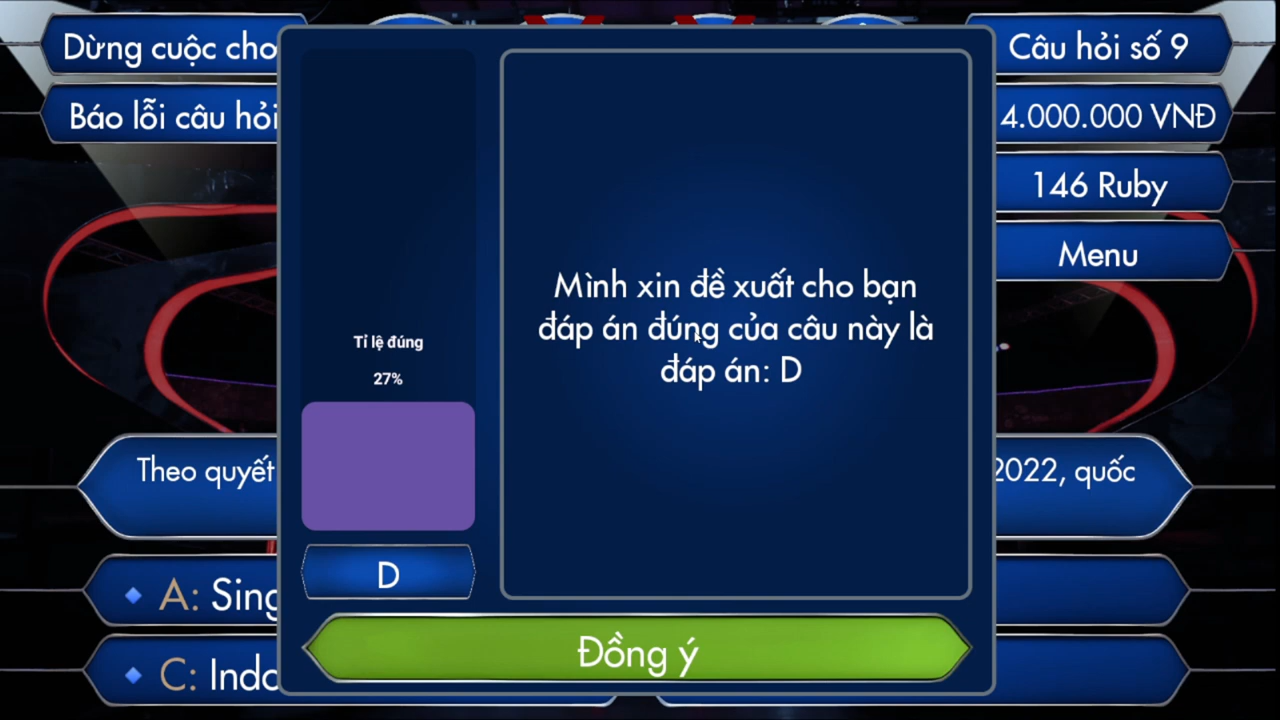 Dừng cuộc cho
Câu hỏi số 9
Báo lỗi câu hỏi
4.000.000 VNĐ
146 Ruby
Menu
Mình xin đề xuất cho bạn
đáp án đúng của câu này là
đáp án: D
Tỉ lệ đúng
27%
Theo quyết
2022, quốc
D
A: Sing
Đồng ý
C: Indo